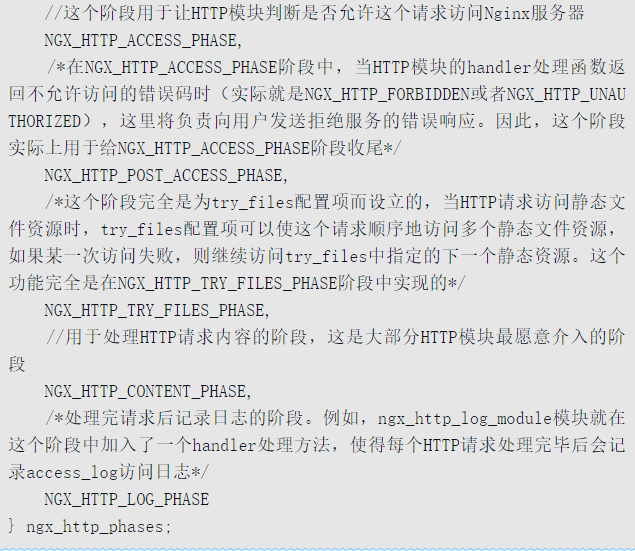 //这个阶段用于让HTTP模块判断是否允许这个请求访问Nginx服务器
NGX_HTTP_ACCESS_PHASE,
/*在NGX_HTTP_ACCESS_PHASE阶段中，当HTTP模块的handler处理函数返
回不允许访问的错误码时（实际就是NGX_HTTP_FORBIDDEN或者NGX_HTTP_UNAU
THORIZED），这里将负责向用户发送拒绝服务的错误响应。因此，这个阶段
实际上用于给NGX_HTTP_ACCESS_PHASE阶段收尾*/
NGX_HTTP_POST_ACCESS_PHASE,
/*这个阶段完全是为try_files配置项而设立的，当HTTP请求访问静态文
件资源时，try_files配置项可以使这个请求顺序地访问多个静态文件资源，
如果某一次访问失败，则继续访问try_files中指定的下一个静态资源。这个
功能完全是在NGX_HTTP_TRY_FILES_PHASE阶段中实现的*/
NGX_HTTP_TRY_FILES_PHASE,
//用于处理HTTP请求内容的阶段，这是大部分HTTP模块最愿意介入的阶
段
NGX_HTTP_CONTENT_PHASE,
/*处理完请求后记录日志的阶段。例如，ngx_http_log_module模块就在
这个阶段中加入了一个handler处理方法，使得每个HTTP请求处理完毕后会记
录access_log访问日志*/
NGX_HTTP_LOG_PHASE
} ngx_http_phases;